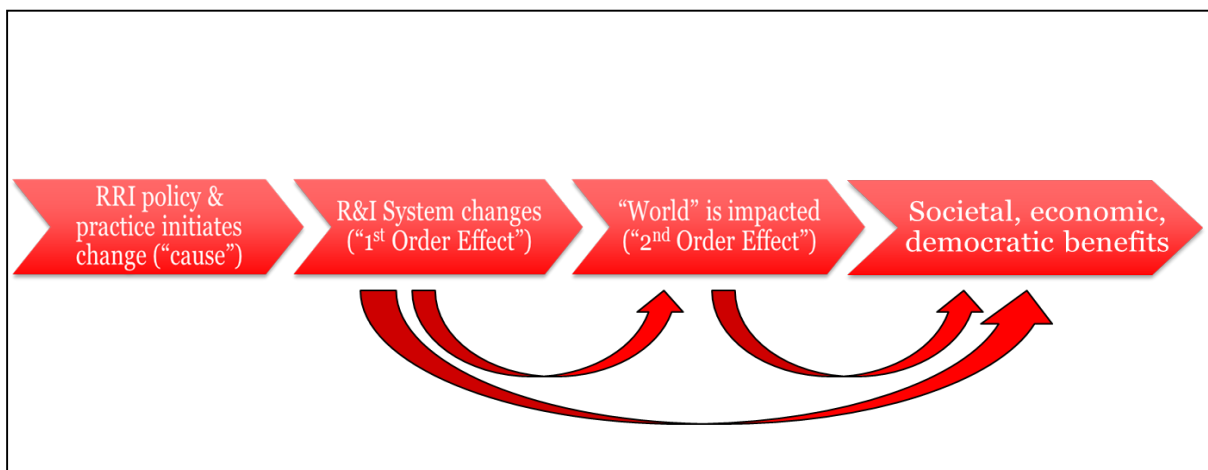 RRI policy &
practice initiates
change (“cause”)
R&I System changes
(“1st Order Effect”)
“World” is impacted
(“2nd Order Effect”)
Societal, economic,
democratic benefits